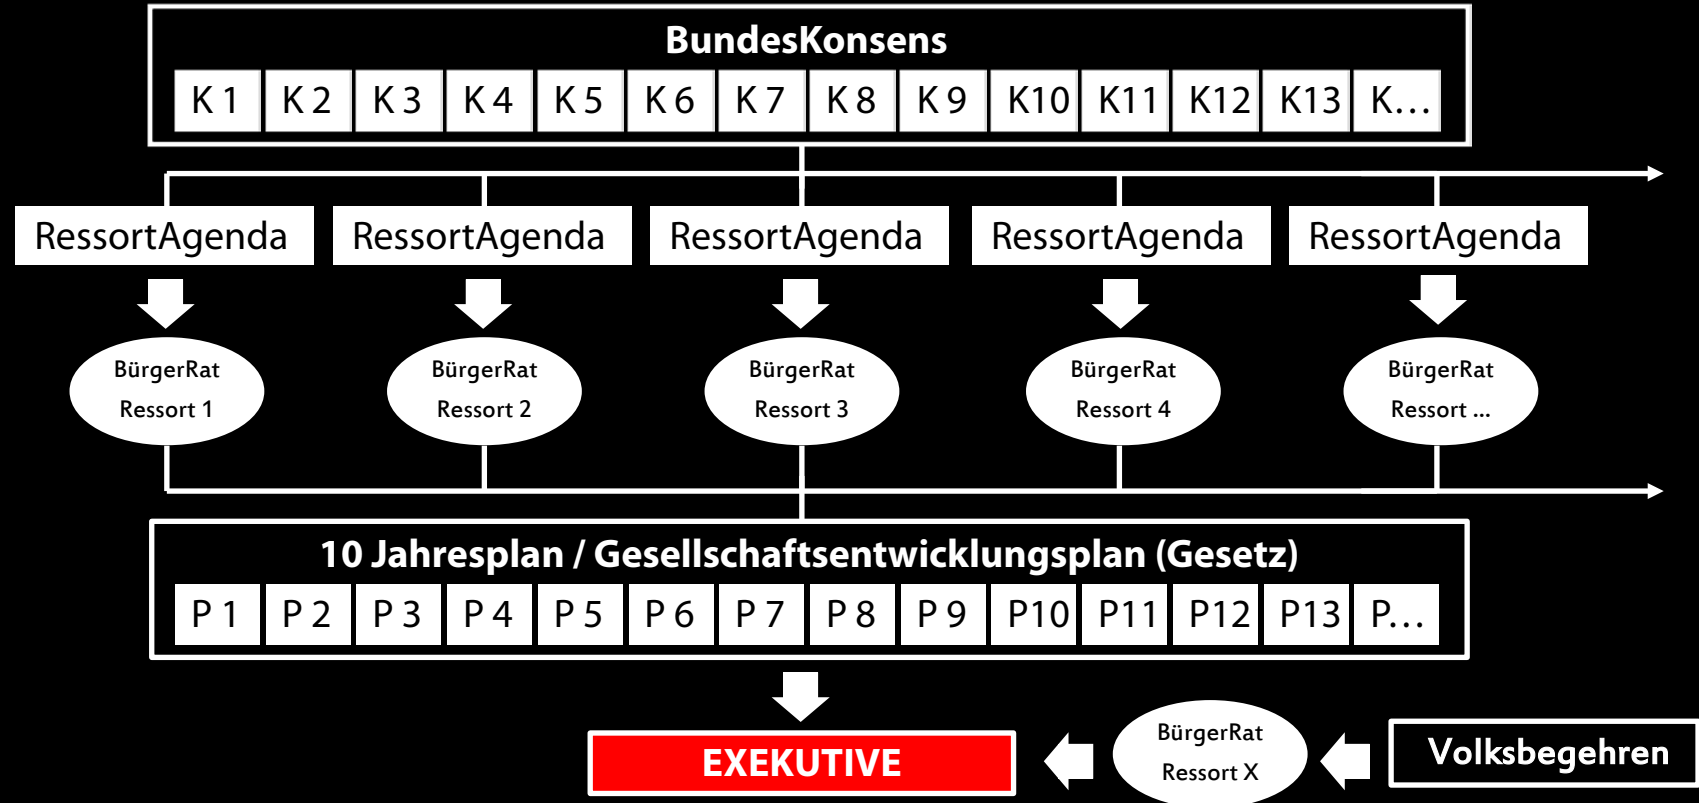 BundesKonsens
K 1 K 2 K 3 K 4 K 5 K 6 K 7 K 8 K 9 K10 K11 K12 K13 K…
RessortAgenda RessortAgenda RessortAgenda RessortAgenda RessortAgenda
BürgerRat BürgerRat BürgerRat BürgerRat BürgerRat
Ressort 1 Ressort 2 Ressort 3 Ressort 4 Ressort ...
10 Jahresplan / Gesellschaftsentwicklungsplan (Gesetz)
P 1 P 2 P 3 P 4 P 5 P 6 P 7 P 8 P 9 P10 P11 P12 P13 P…
EXEKUTIVE
BürgerRat
Ressort X
Volksbegehren